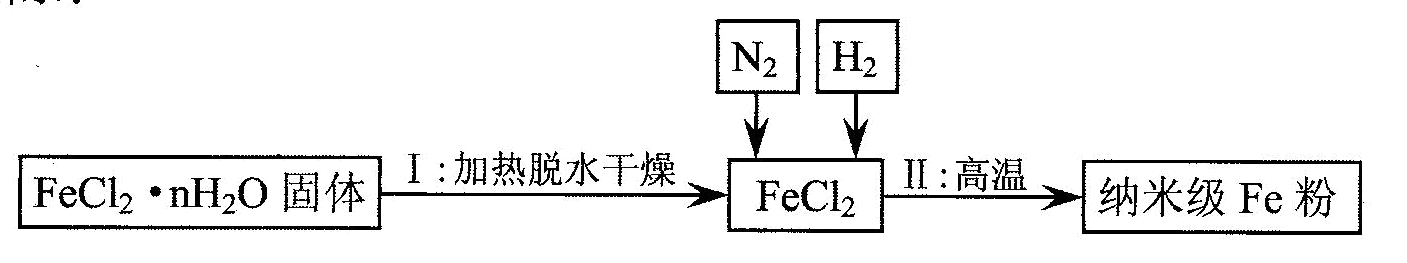 N₂ H₂
FeCl₂·nH₂O 固体 Ⅰ:加热脱水干燥 FeCl₂ Ⅱ:高温 纳米级 Fe 粉